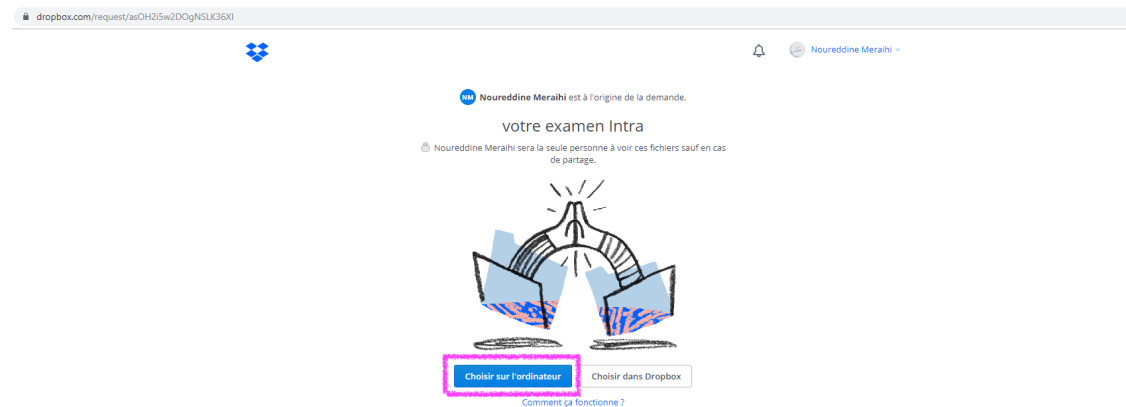 dropbox.com/request/asOH2i5w2DOgNSLK36XI
Noureddine Meraihi
NM Noureddine Meraihi est à l'origine de la demande.
votre examen Intra
Noureddine Meraihi sera la seule personne à voir ces fichiers sauf en cas
de partage.
Choisir sur l'ordinateur Choisir dans Dropbox
Comment ça fonctionne ?